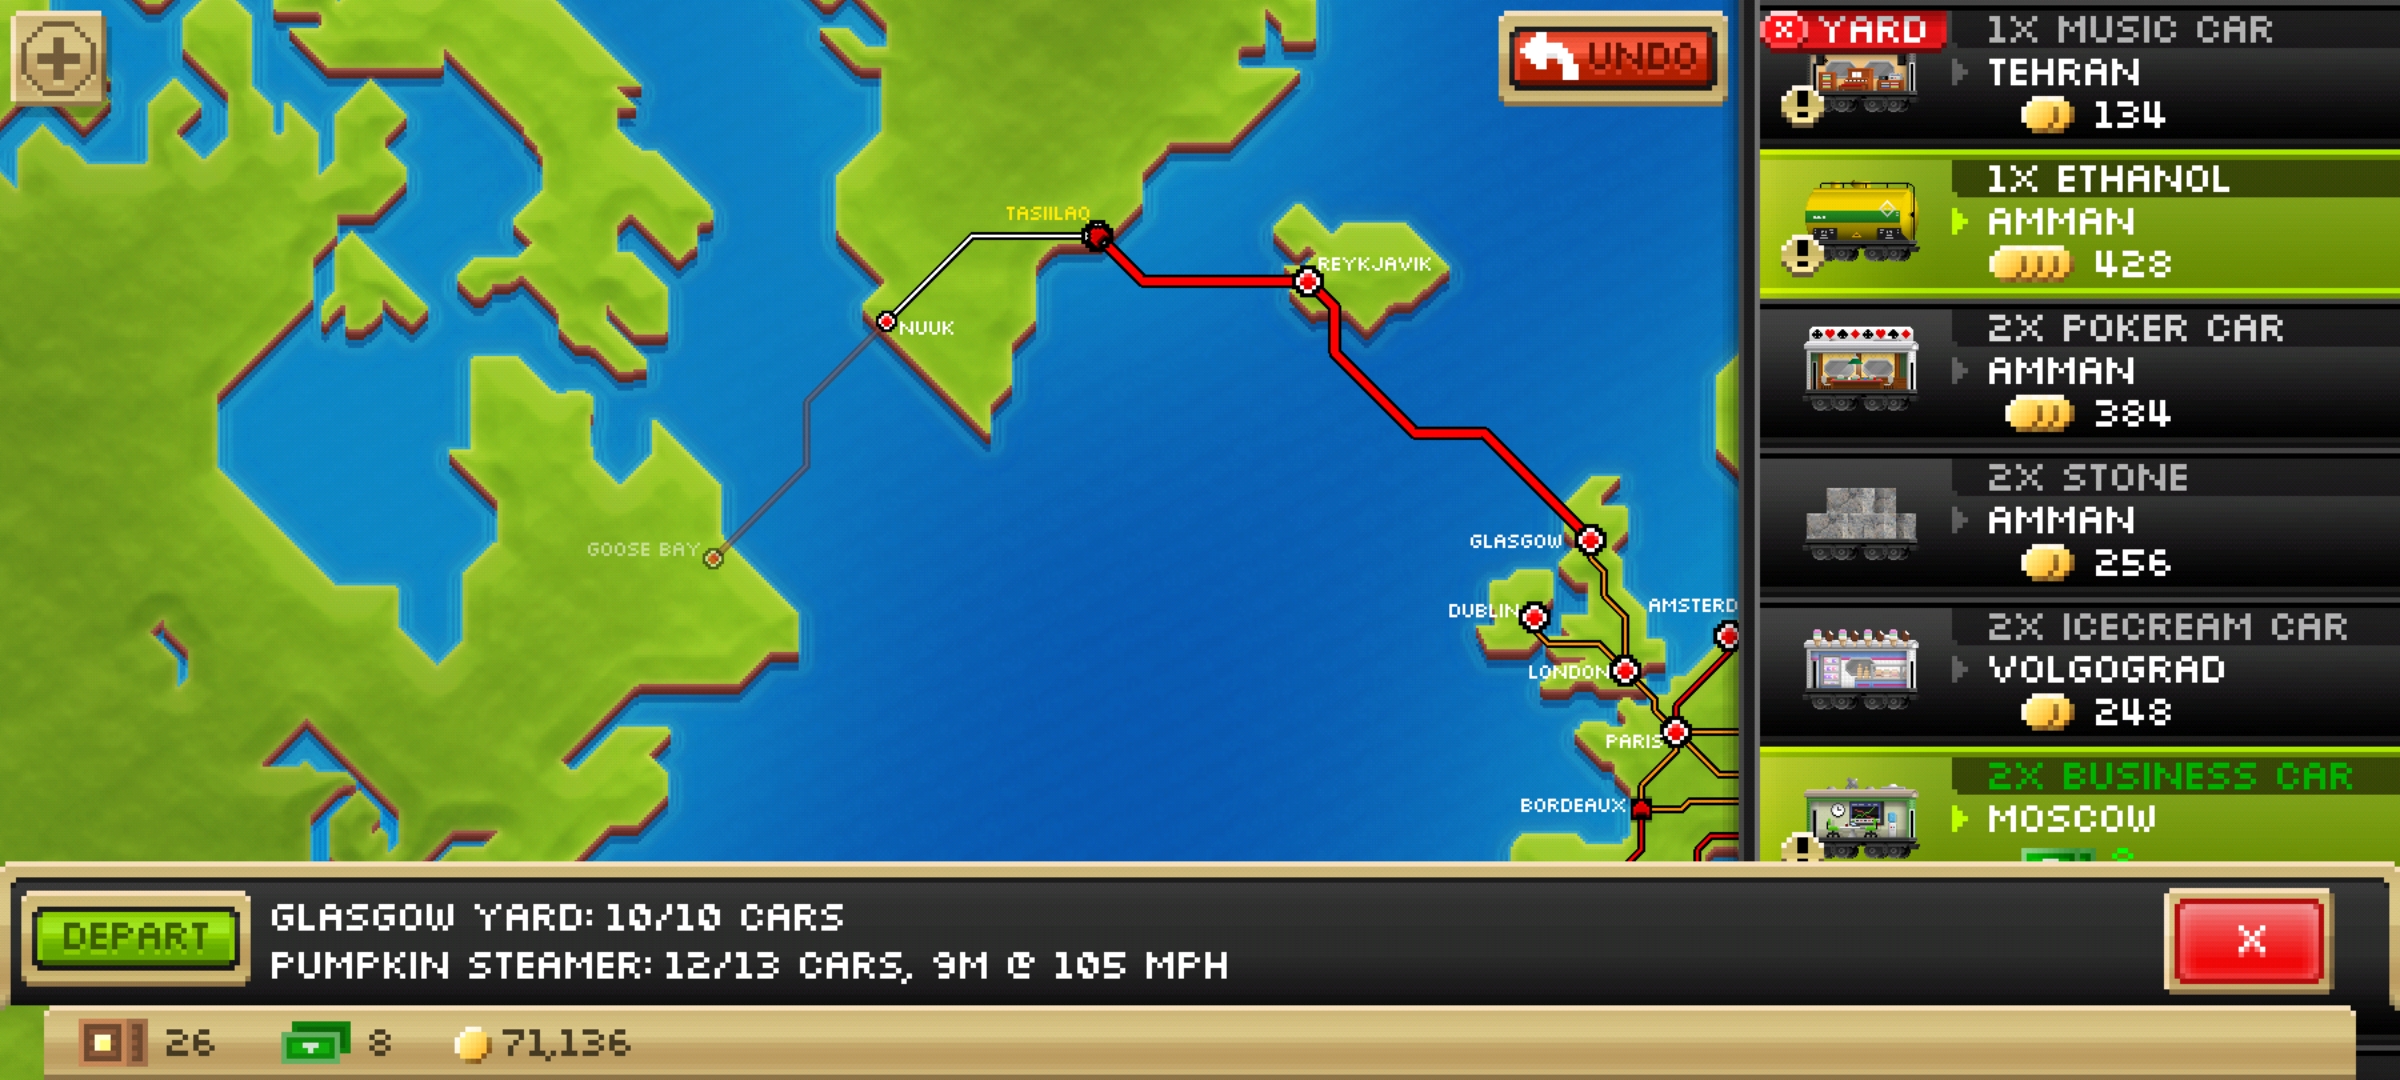 UNDO
TASIILAQ
REYKJAVIK
NUUK
GOOSE BAY
GLASGOW
DUBLIN
AMSTERD
LONDON
PARIS
BORDEAUX
YARD
1X MUSIC CAR
TEHRAN
134
1X ETHANOL
AMMAN
428
2X POKER CAR
AMMAN
384
2X STONE
AMMAN
256
2X ICECREAM CAR
VOLGOGRAD
248
2X BUSINESS CAR
MOSCOW
DEPART
GLASGOW YARD: 10/10 CARS
PUMPKIN STEAMER: 12/13 CARS, 9M @ 105 MPH
X
26
8
71,136